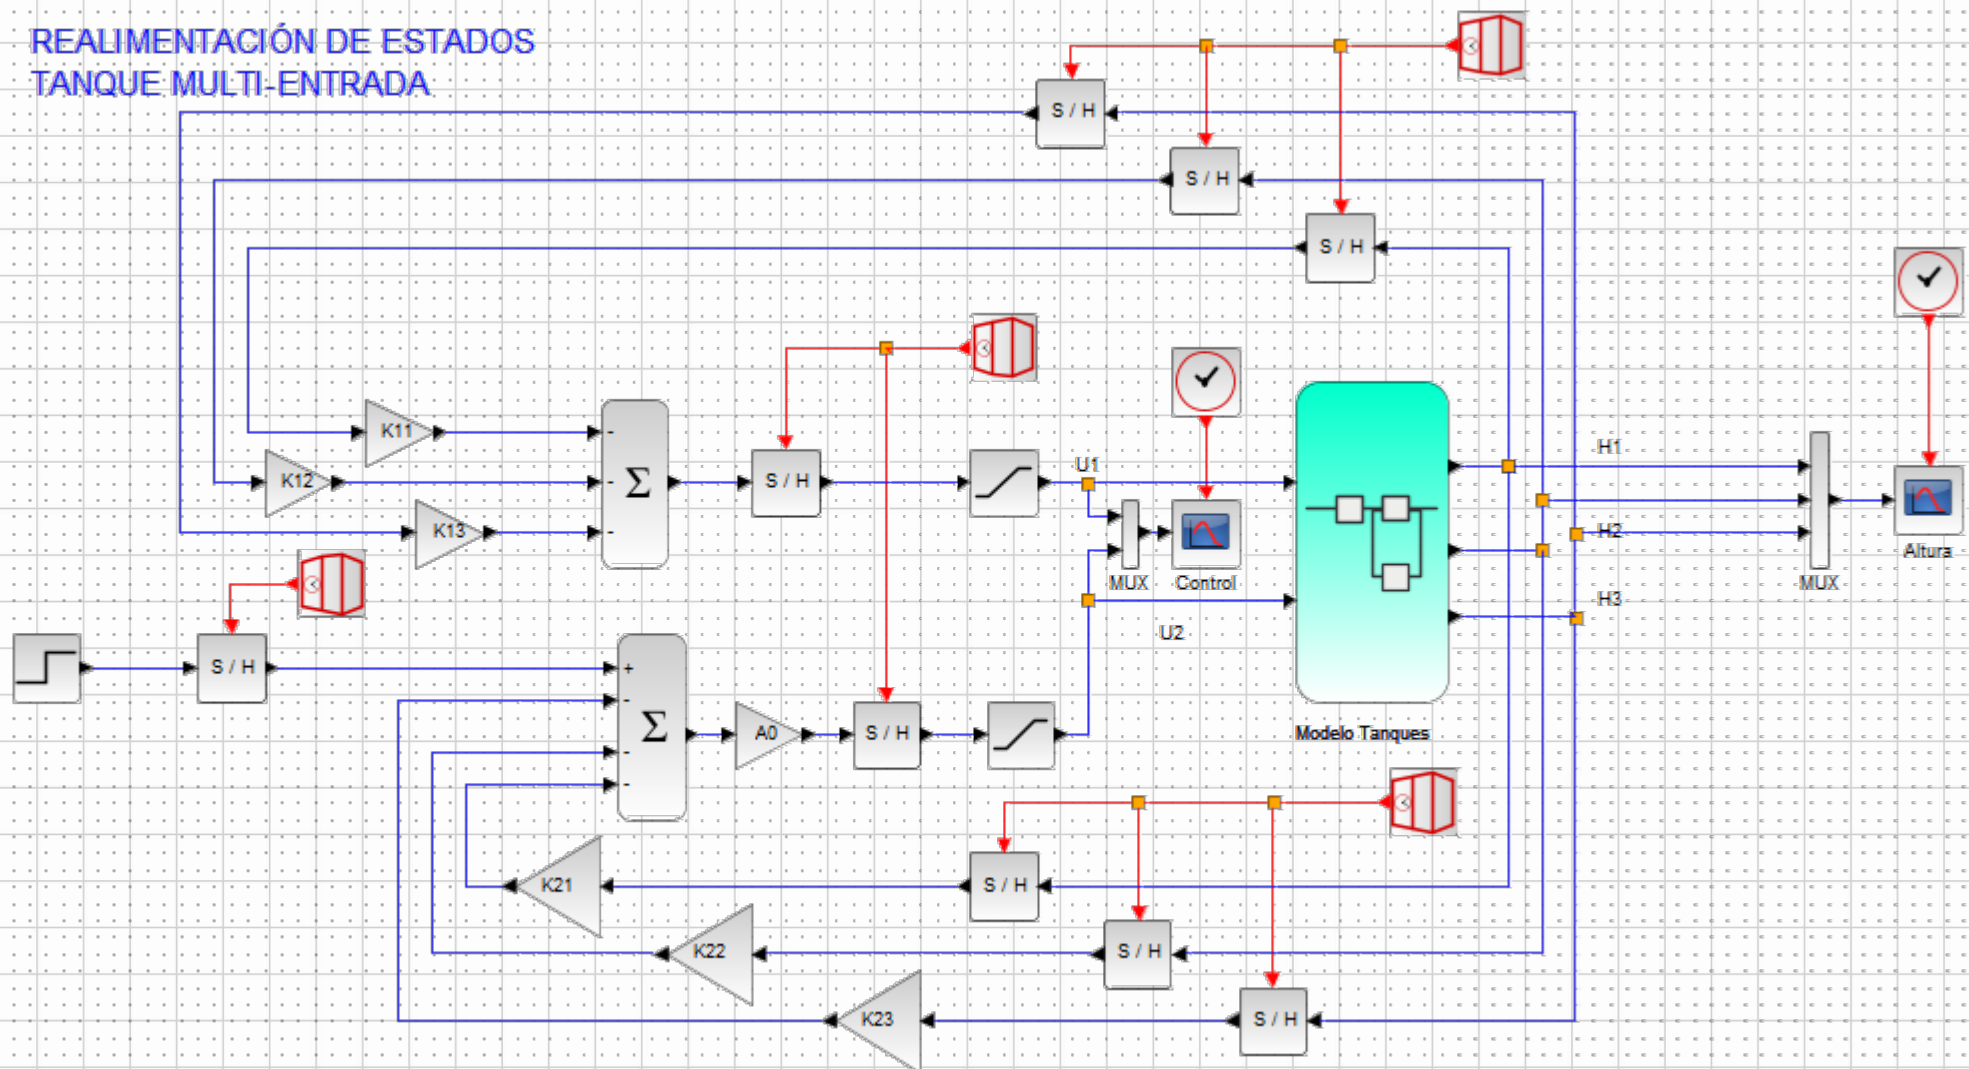 REALIMENTACIÓN DE ESTADOS
TANQUE MULTI-ENTRADA
S / H
S / H
S / H
K11
K12
K13
-
-
-
Σ
S / H
U1
MUX
Control
H1
H2
H3
MUX
Altura
U2
S / H
+
-
-
-
Σ
A0
S / H
Modelo Tanques
K21
S / H
K22
S / H
K23
S / H